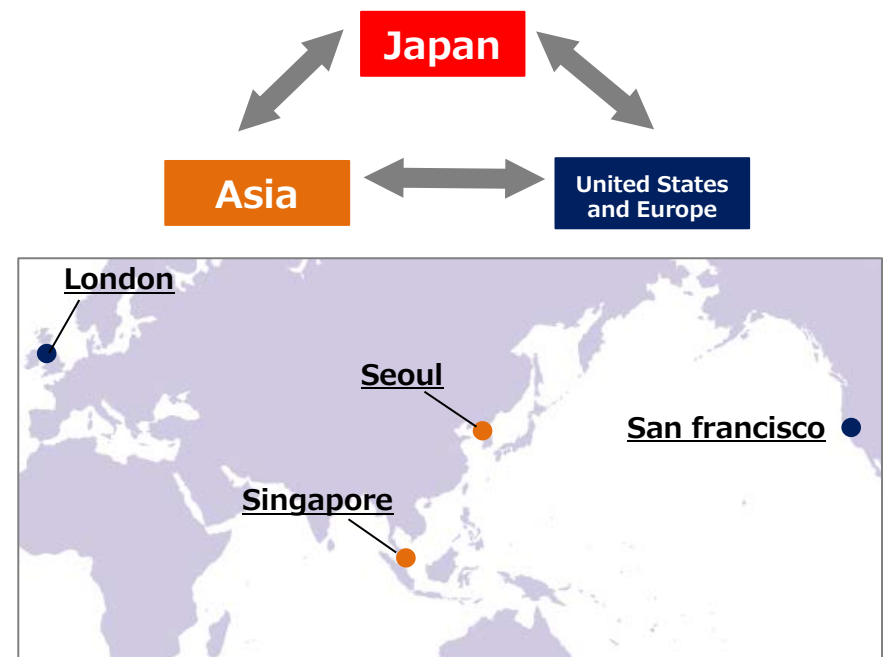 Japan
Asia
United States
and Europe
London
Seoul
San francisco
Singapore